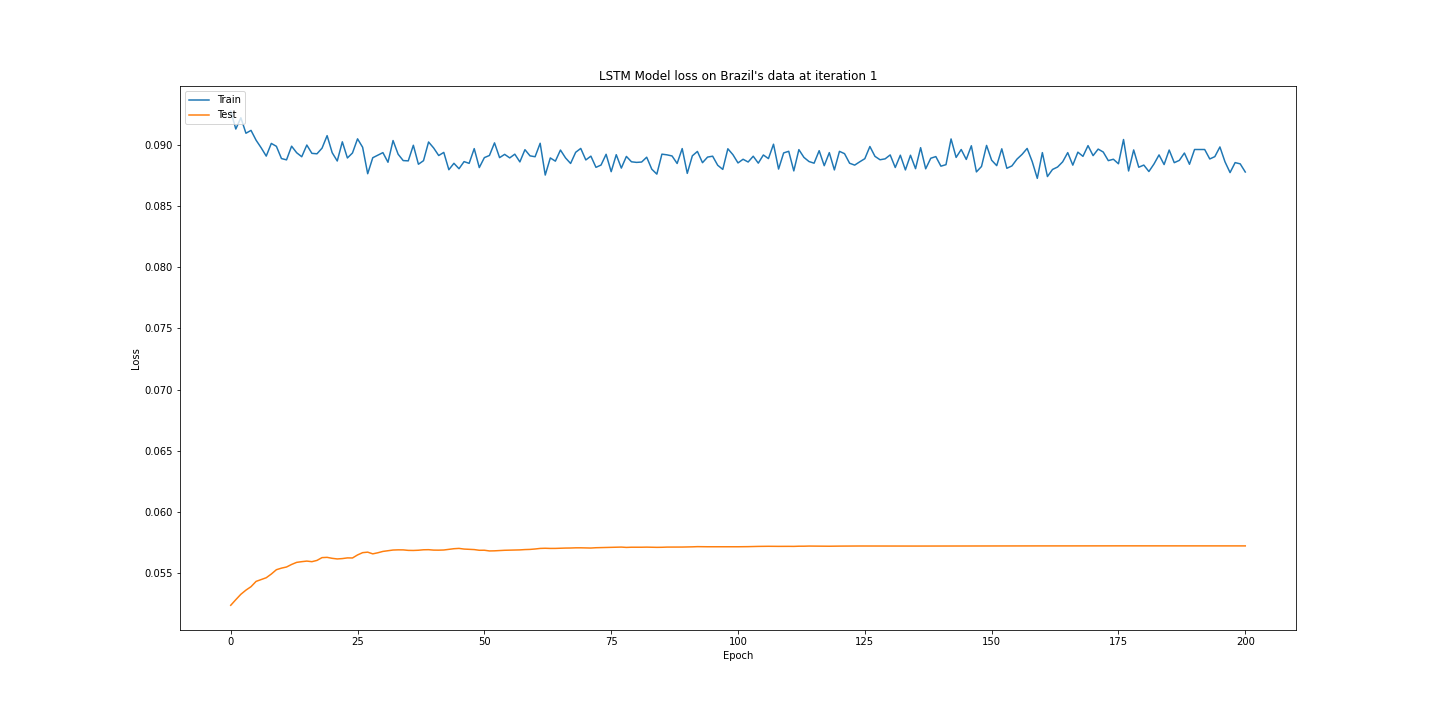 LSTM Model loss on Brazil's data at iteration 1
Train
Test
0.090
0.085
0.080
0.075
0.070
0.065
0.060
0.055
Loss
0 25 50 75 100 125 150 175 200
Epoch